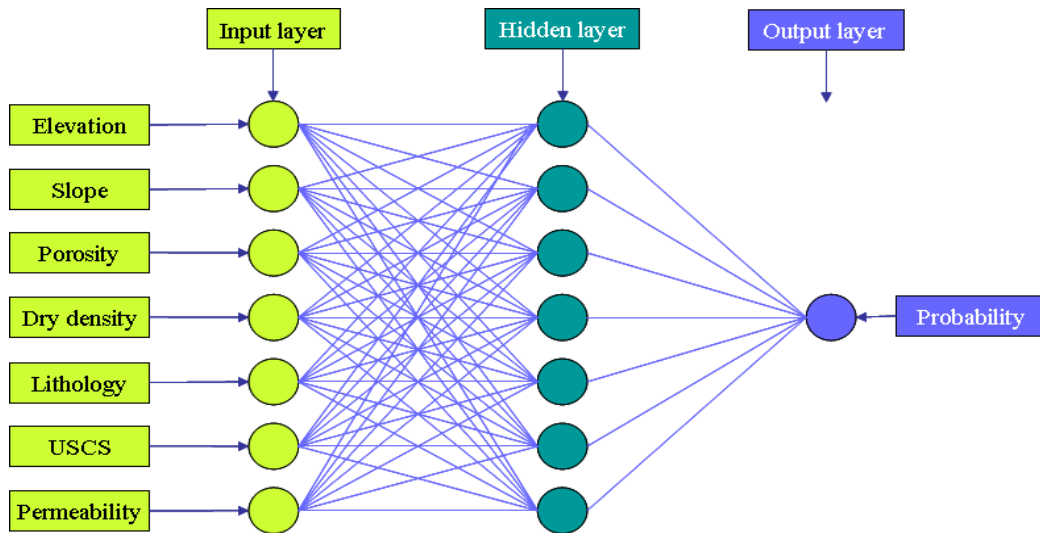 Input layer
Hidden layer
Output layer
Elevation
Slope
Porosity
Dry density
Lithology
USCS
Permeability
Probability